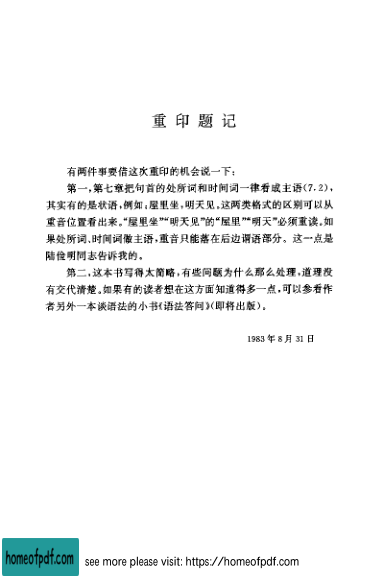 重印题记
有两件事要借这次重印的机会说一下：
第一，第七章把句首的处所词和时间词一律看成主语(7.2)，
其实有的是状语，例如：屋里坐，明天见。这两类格式的区别可以从
重音位置看出来。“屋里坐”“明天见”的“屋里”“明天”必须重读。如
果处所词、时间词做主语，重音只能落在后边谓语部分。这一点是
陆俭明同志告诉我的。
第二，这本书写得太简略，有些问题为什么那么处理，道理没
有交代清楚。如果有的读者想在这方面知道得多一点，可以参看作
者另外一本谈语法的小书《语法答问》(即将出版)。
1983年8月31日
homeofpdf.com see more please visit: https://homeofpdf.com